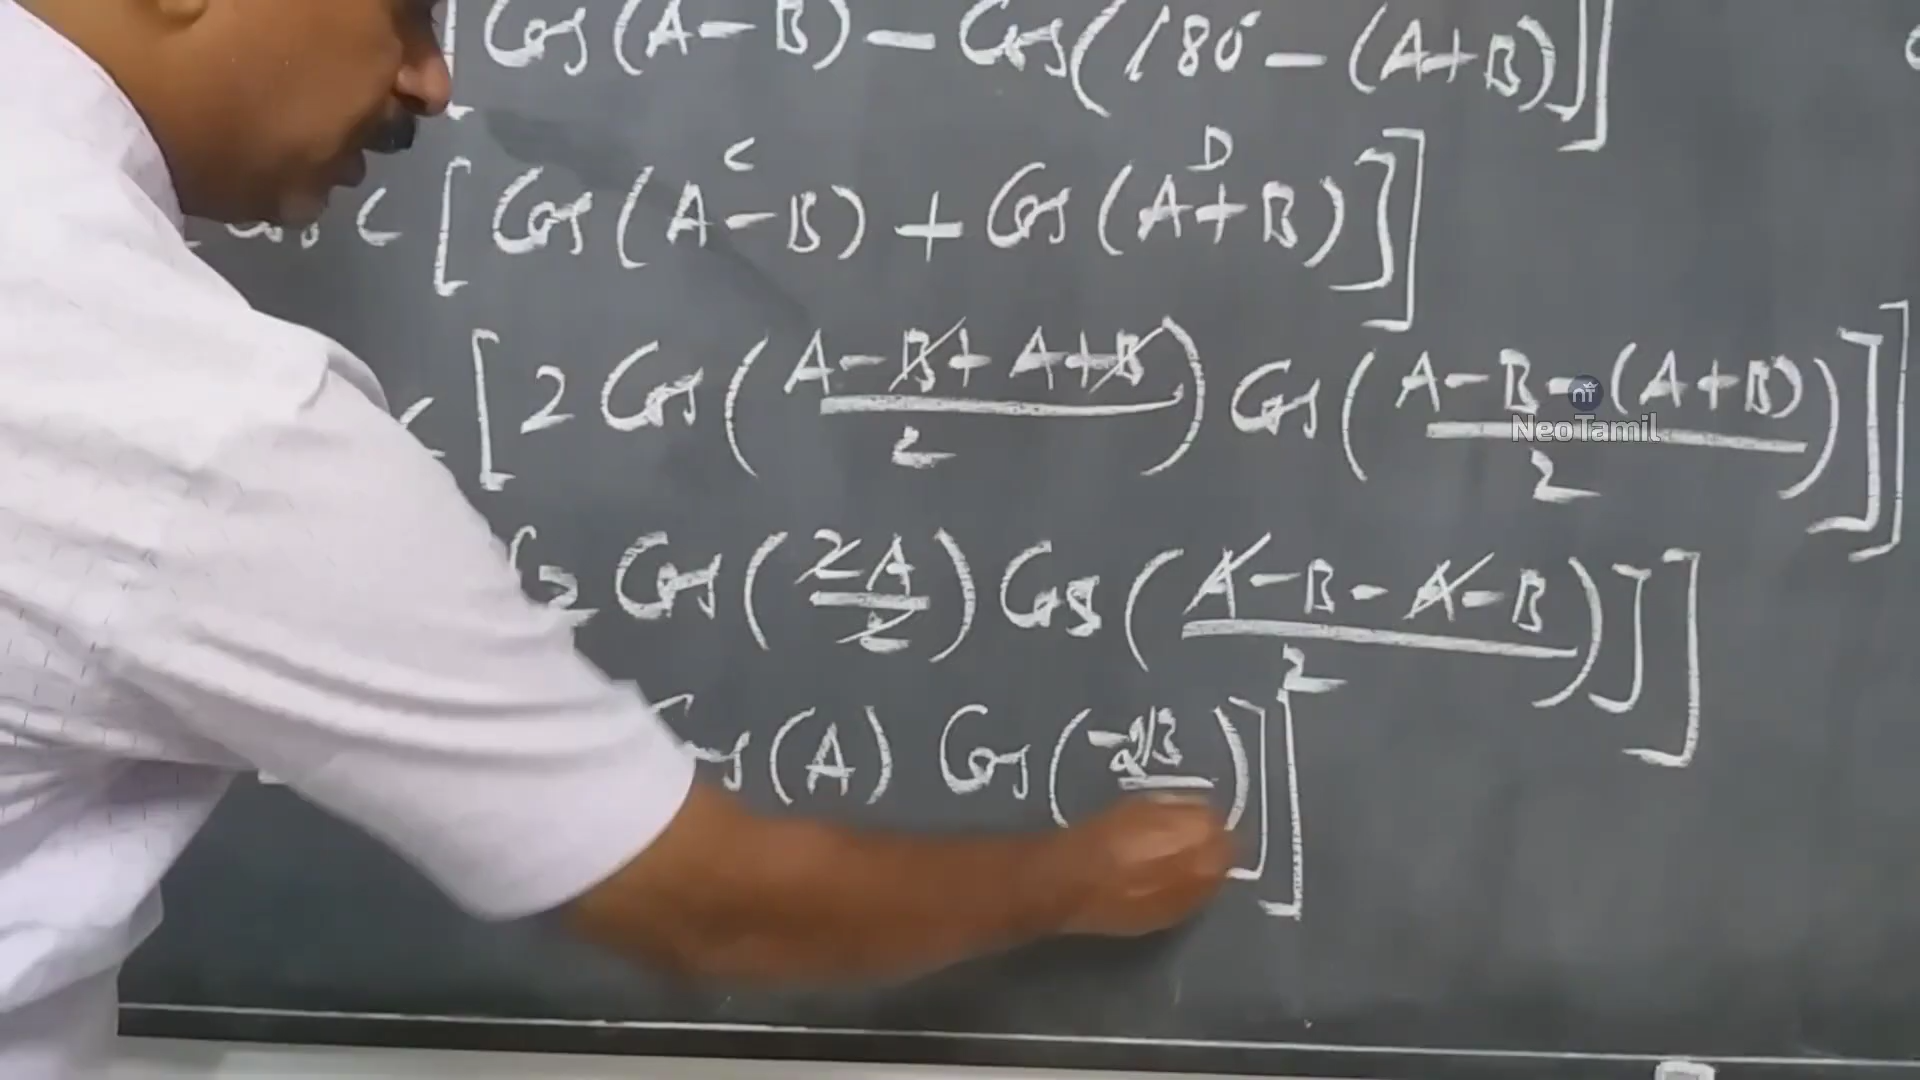 [Cos(A-B) - Cos(180° - (A+B)]]
C D
Cos C [Cos(A-B) + Cos(A+B)]]
C [2 Cos(A-B+A+B/2) Cos(A-B-(A+B)/2)]]
NeoTamil
[2 Cos(2A/2) Cos(A-B-A-B/2)]]
Cos(A) Cos(-2B)]]